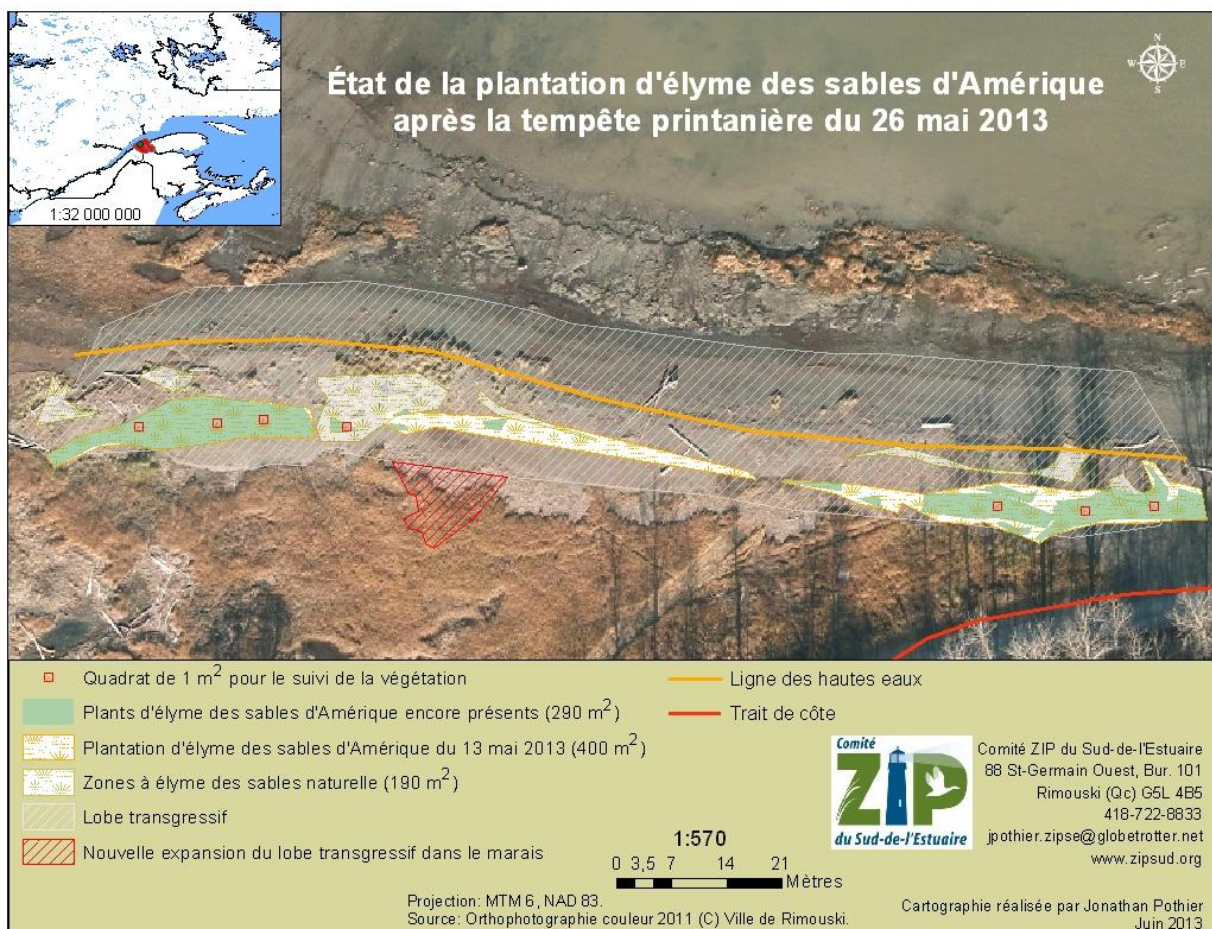 État de la plantation d'élyme des sables d'Amérique
après la tempête printanière du 26 mai 2013
N
W E
S
1:32 000 000
Quadrat de 1 m² pour le suivi de la végétation
Plants d'élyme des sables d'Amérique encore présents (290 m²)
Plantation d'élyme des sables d'Amérique du 13 mai 2013 (400 m²)
Zones à élyme des sables naturelle (190 m²)
Lobe transgressif
Nouvelle expansion du lobe transgressif dans le marais
Ligne des hautes eaux
Trait de côte
1:570
0 3,5 7 14 21
Mètres
Projection: MTM 6, NAD 83.
Source: Orthophotographie couleur 2011 (C) Ville de Rimouski.
Comité
ZIP
du Sud-de-l'Estuaire
Comité ZIP du Sud-de-l'Estuaire
88 St-Germain Ouest, Bur. 101
Rimouski (Qc) G5L 4B5
418-722-8833
jpothier.zipse@globetrotter.net
www.zipsud.org
Cartographie réalisée par Jonathan Pothier
Juin 2013